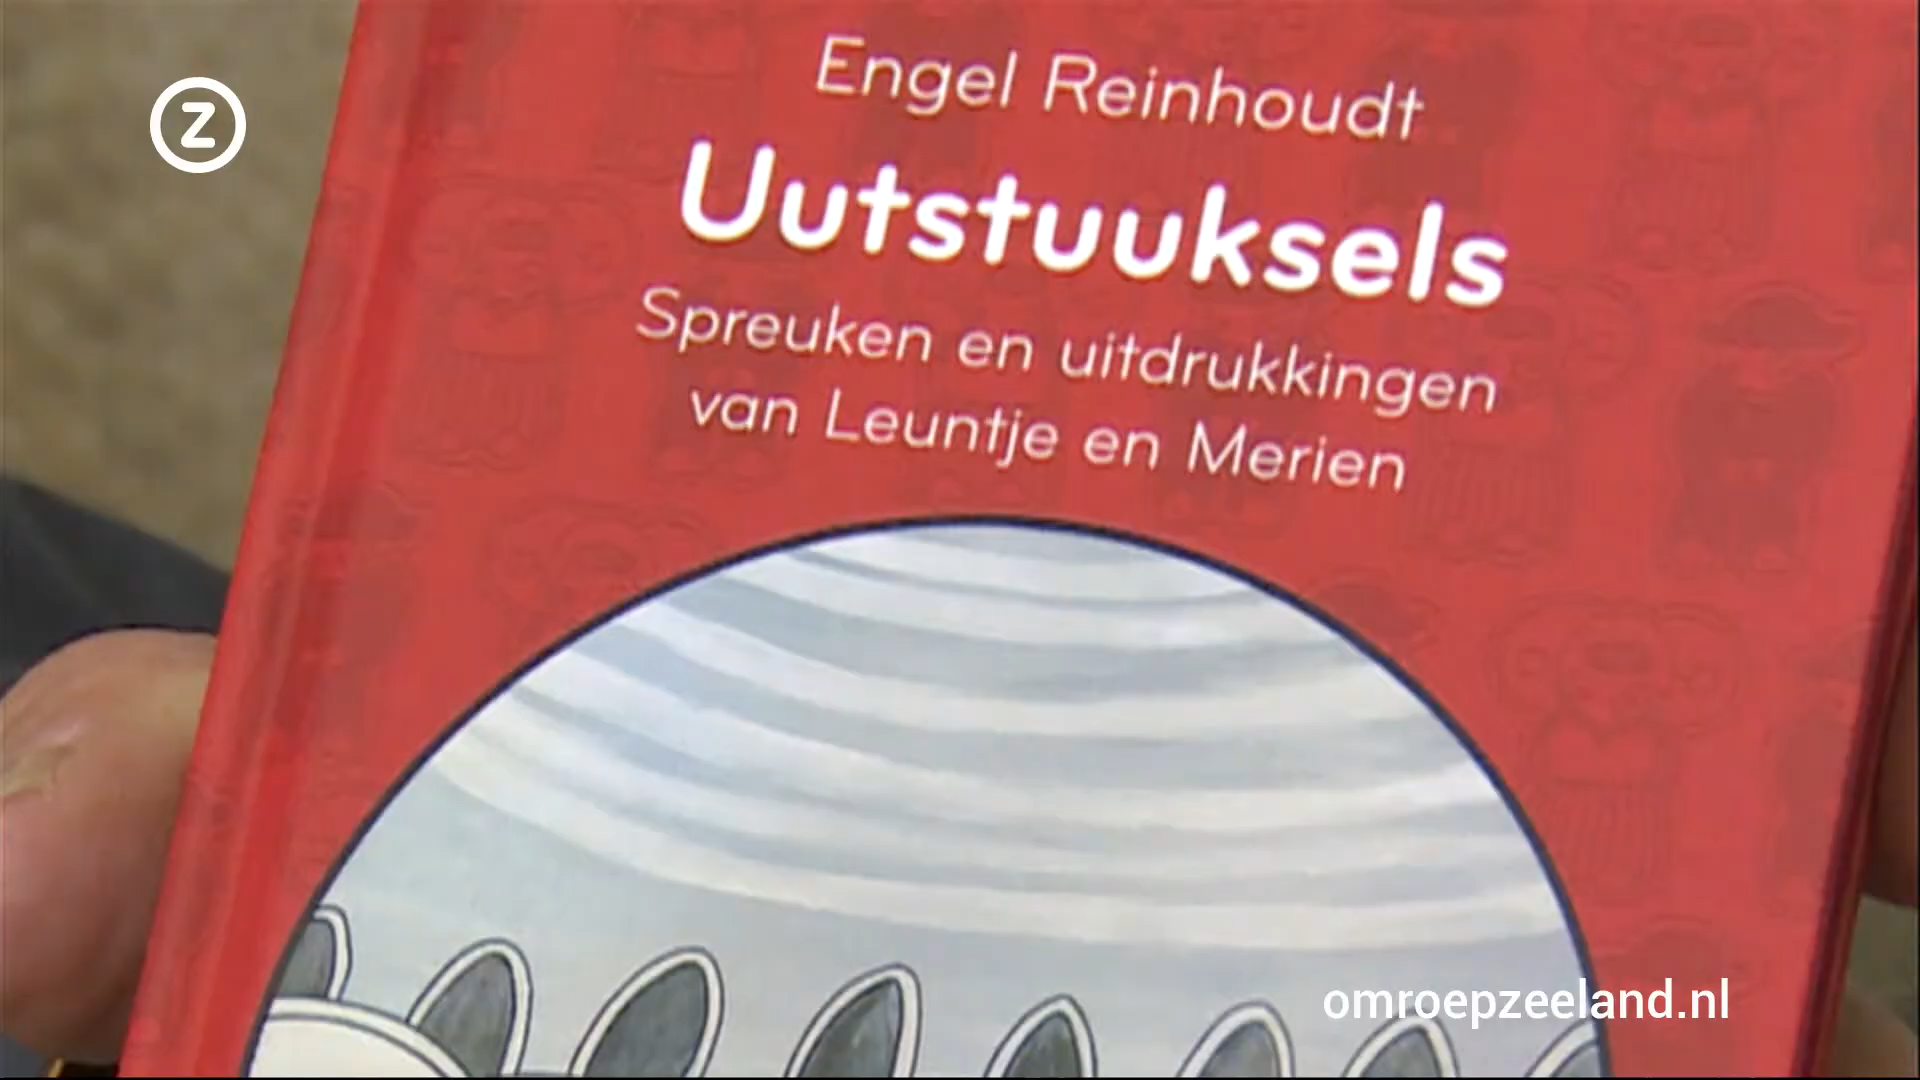 Z
Engel Reinhoudt
Uutstuuksels
Spreuken en uitdrukkingen
van Leuntje en Merien
omroepzeeland.nl